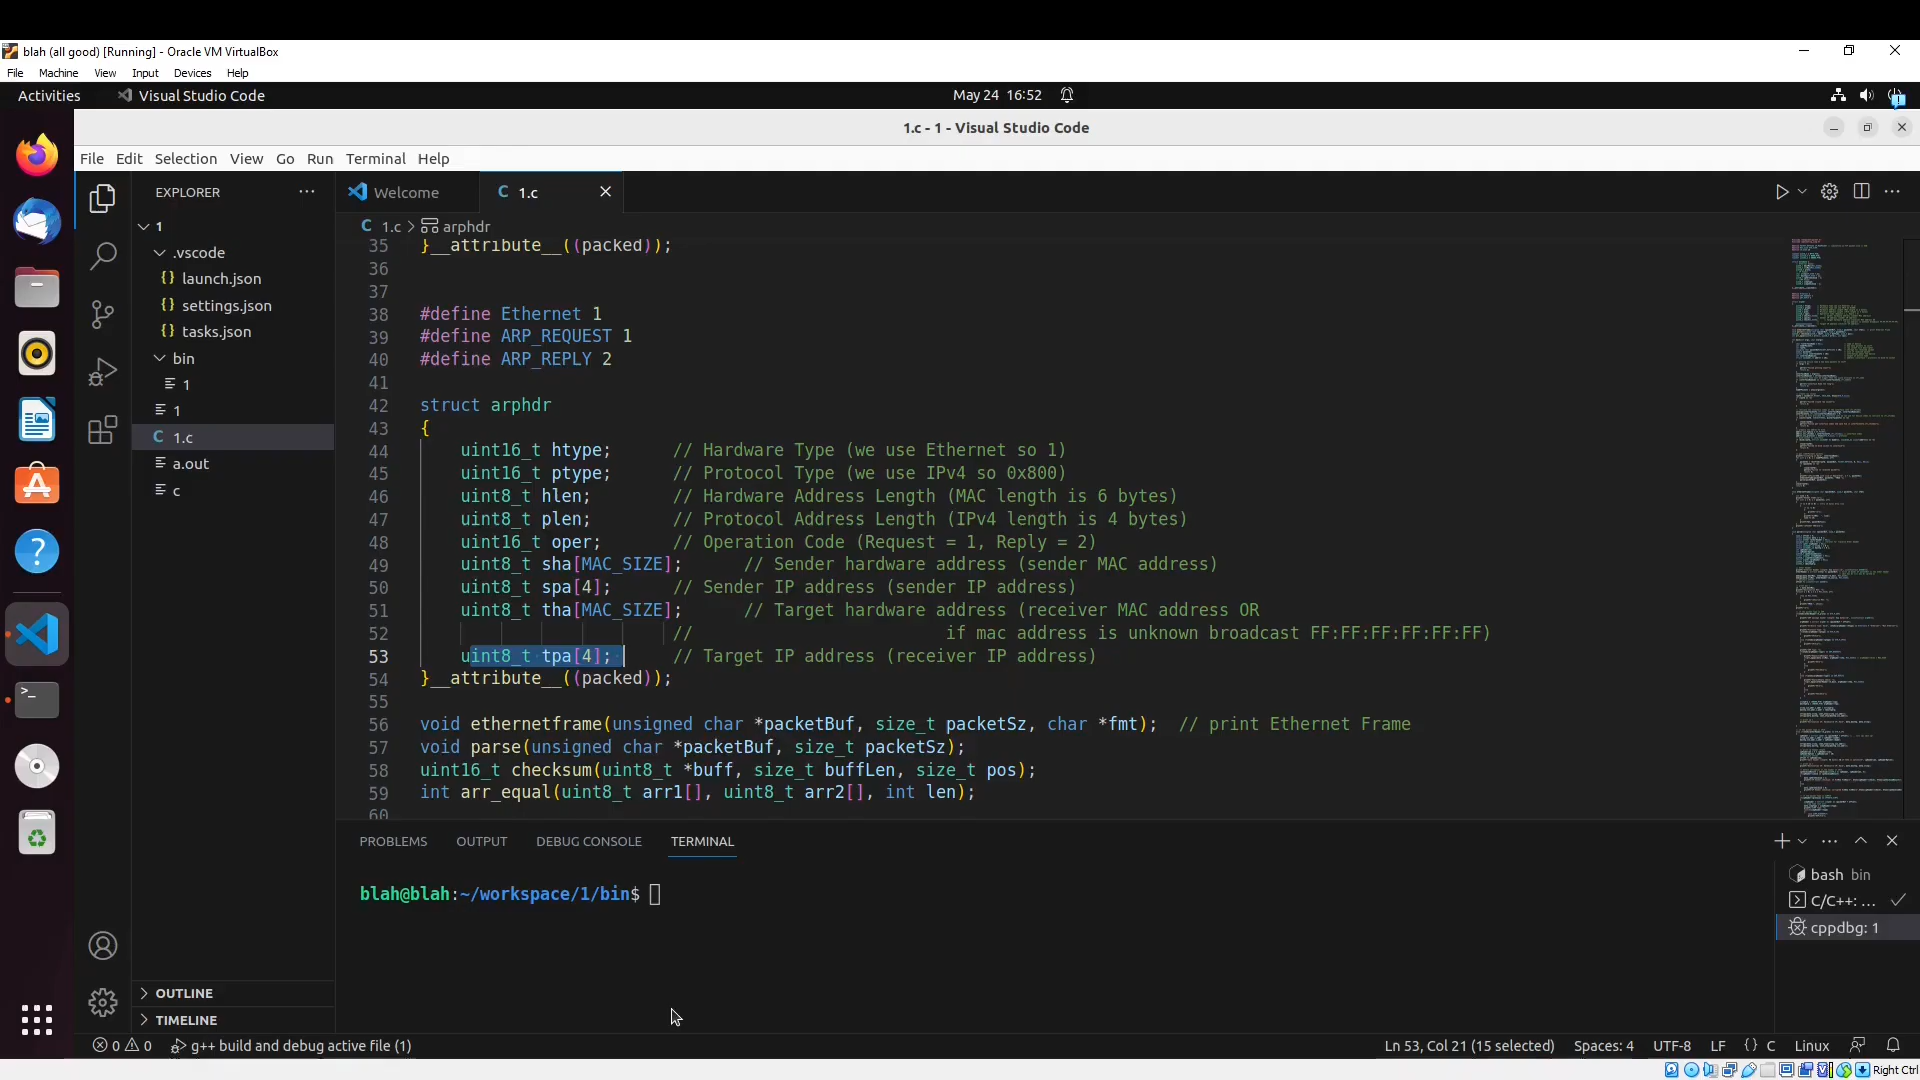 blah (all good) [Running] - Oracle VM VirtualBox
File Machine View Input Devices Help
Activities Visual Studio Code May 24 16:52
1.c - 1 - Visual Studio Code
File Edit Selection View Go Run Terminal Help
EXPLORER ···
Welcome
C 1.c
1
.vscode
{} launch.json
{} settings.json
{} tasks.json
bin
1
1
C 1.c
a.out
c
OUTLINE
TIMELINE
C 1.c > arphdr
35 }__attribute__((packed));
36
37
38 #define Ethernet 1
39 #define ARP_REQUEST 1
40 #define ARP_REPLY 2
41
42 struct arphdr
43 {
44 uint16_t htype; // Hardware Type (we use Ethernet so 1)
45 uint16_t ptype; // Protocol Type (we use IPv4 so 0x800)
46 uint8_t hlen; // Hardware Address Length (MAC length is 6 bytes)
47 uint8_t plen; // Protocol Address Length (IPv4 length is 4 bytes)
48 uint16_t oper; // Operation Code (Request = 1, Reply = 2)
49 uint8_t sha[MAC_SIZE]; // Sender hardware address (sender MAC address)
50 uint8_t spa[4]; // Sender IP address (sender IP address)
51 uint8_t tha[MAC_SIZE]; // Target hardware address (receiver MAC address OR
52 // if mac address is unknown broadcast FF:FF:FF:FF:FF:FF)
53 uint8_t tpa[4]; // Target IP address (receiver IP address)
54 }__attribute__((packed));
55
56 void ethernetframe(unsigned char *packetBuf, size_t packetSz, char *fmt); // print Ethernet Frame
57 void parse(unsigned char *packetBuf, size_t packetSz);
58 uint16_t checksum(uint8_t *buff, size_t buffLen, size_t pos);
59 int arr_equal(uint8_t arr1[], uint8_t arr2[], int len);
60
PROBLEMS OUTPUT DEBUG CONSOLE TERMINAL
blah@blah:~/workspace/1/bin$
bash bin
C/C++: ...
cppdbg: 1
0 0 g++ build and debug active file (1) Ln 53, Col 21 (15 selected) Spaces: 4 UTF-8 LF {} C Linux
Right Ctrl